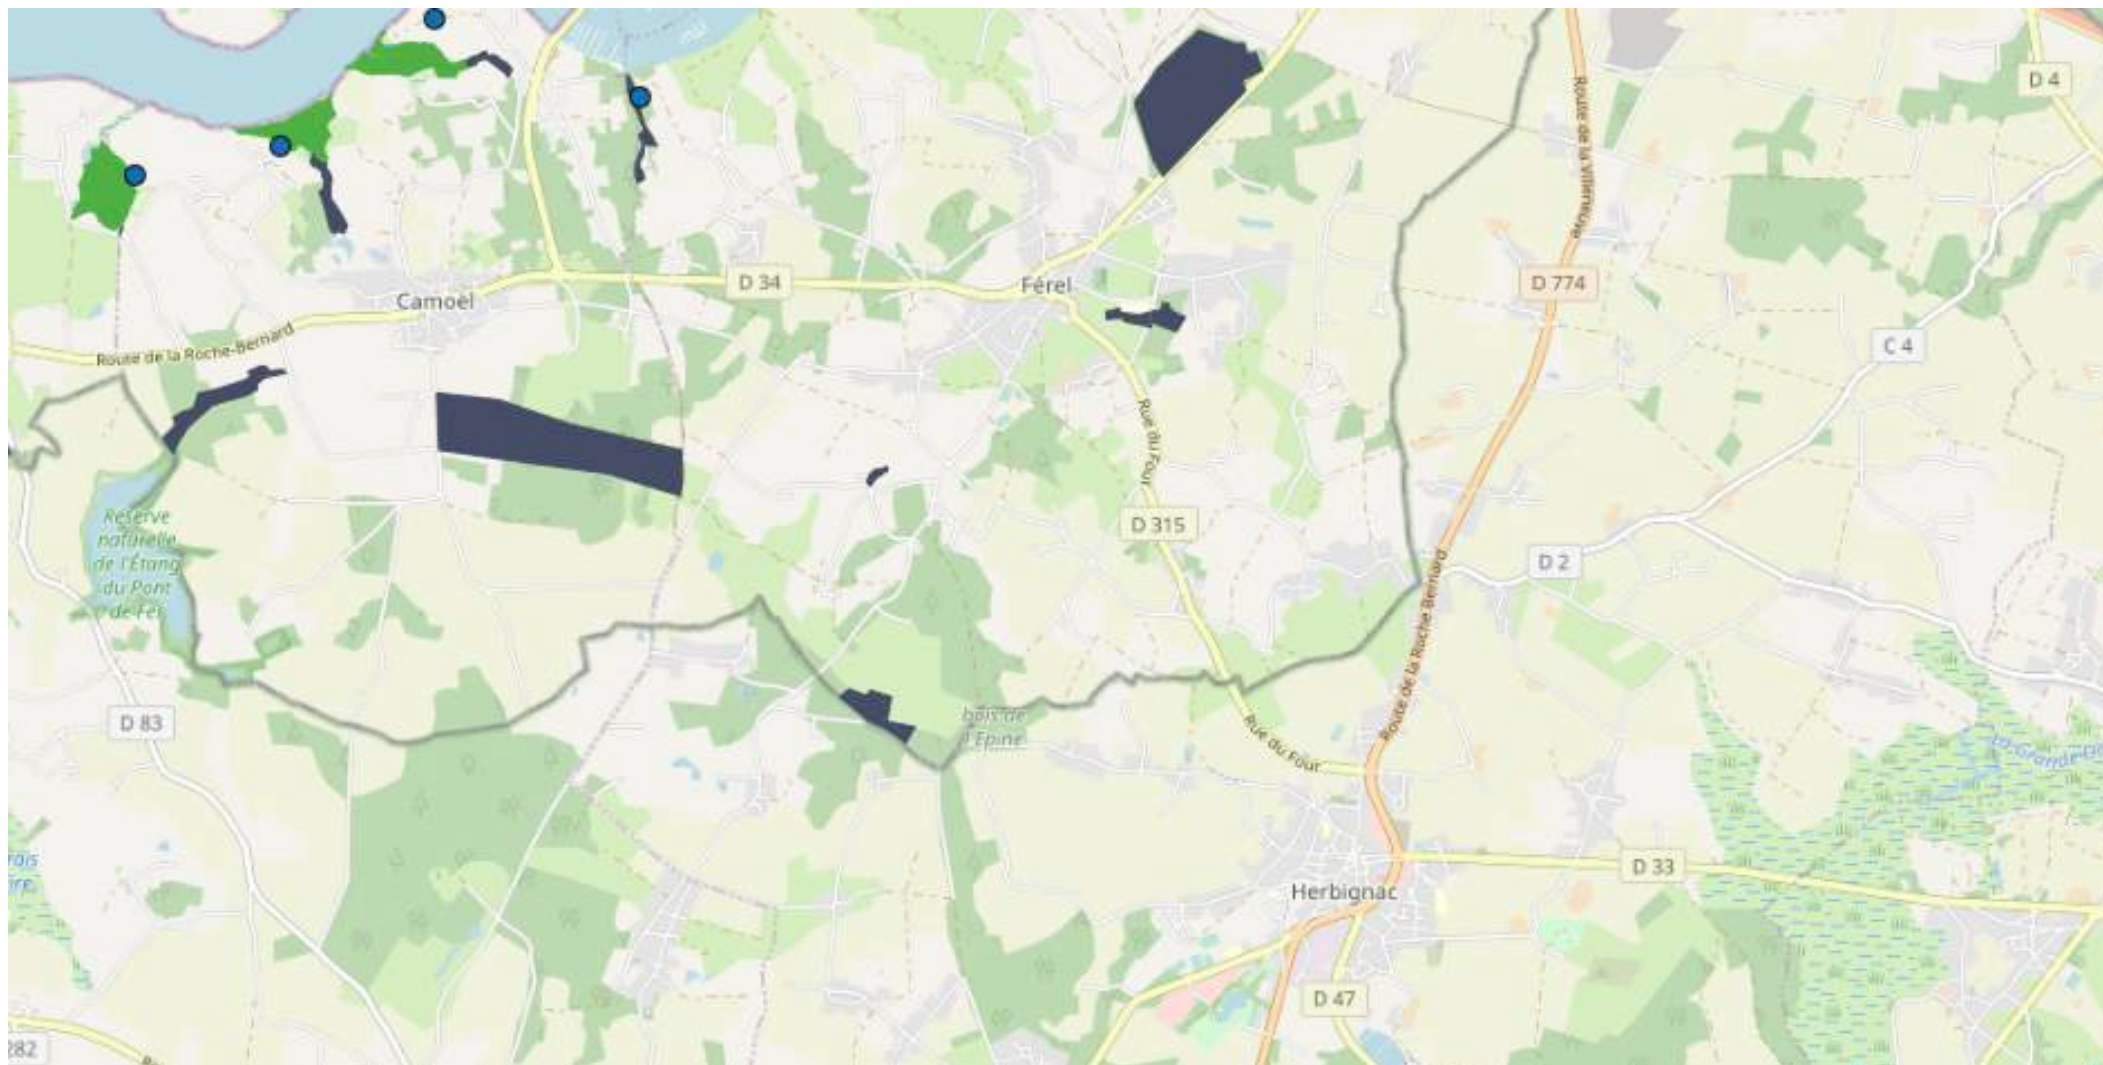 D 4
D 34
Férel
D 774
Route de la Villeneuve
Camoël
Route de la Roche-Bernard
C 4
Rue du Four
Réserve
naturelle
de l'Étang
du Pont
de Fer
D 315
D 2
Route de la Roche Bernard
D 83
bois de
l'Epine
Rue du Four
La Grande
D 33
Herbignac
D 47
282